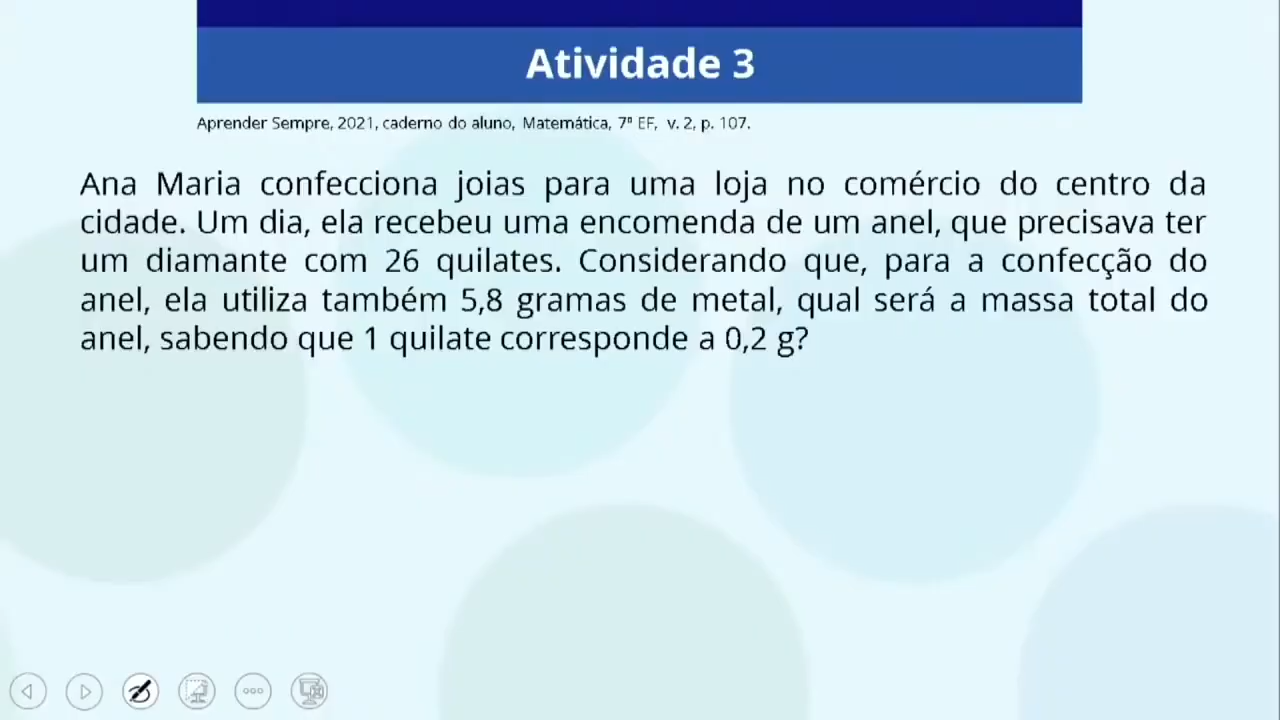 Atividade 3
Aprender Sempre, 2021, caderno do aluno, Matemática, 7º EF, v. 2, p. 107.
Ana Maria confecciona joias para uma loja no comércio do centro da
cidade. Um dia, ela recebeu uma encomenda de um anel, que precisava ter
um diamante com 26 quilates. Considerando que, para a confecção do
anel, ela utiliza também 5,8 gramas de metal, qual será a massa total do
anel, sabendo que 1 quilate corresponde a 0,2 g?